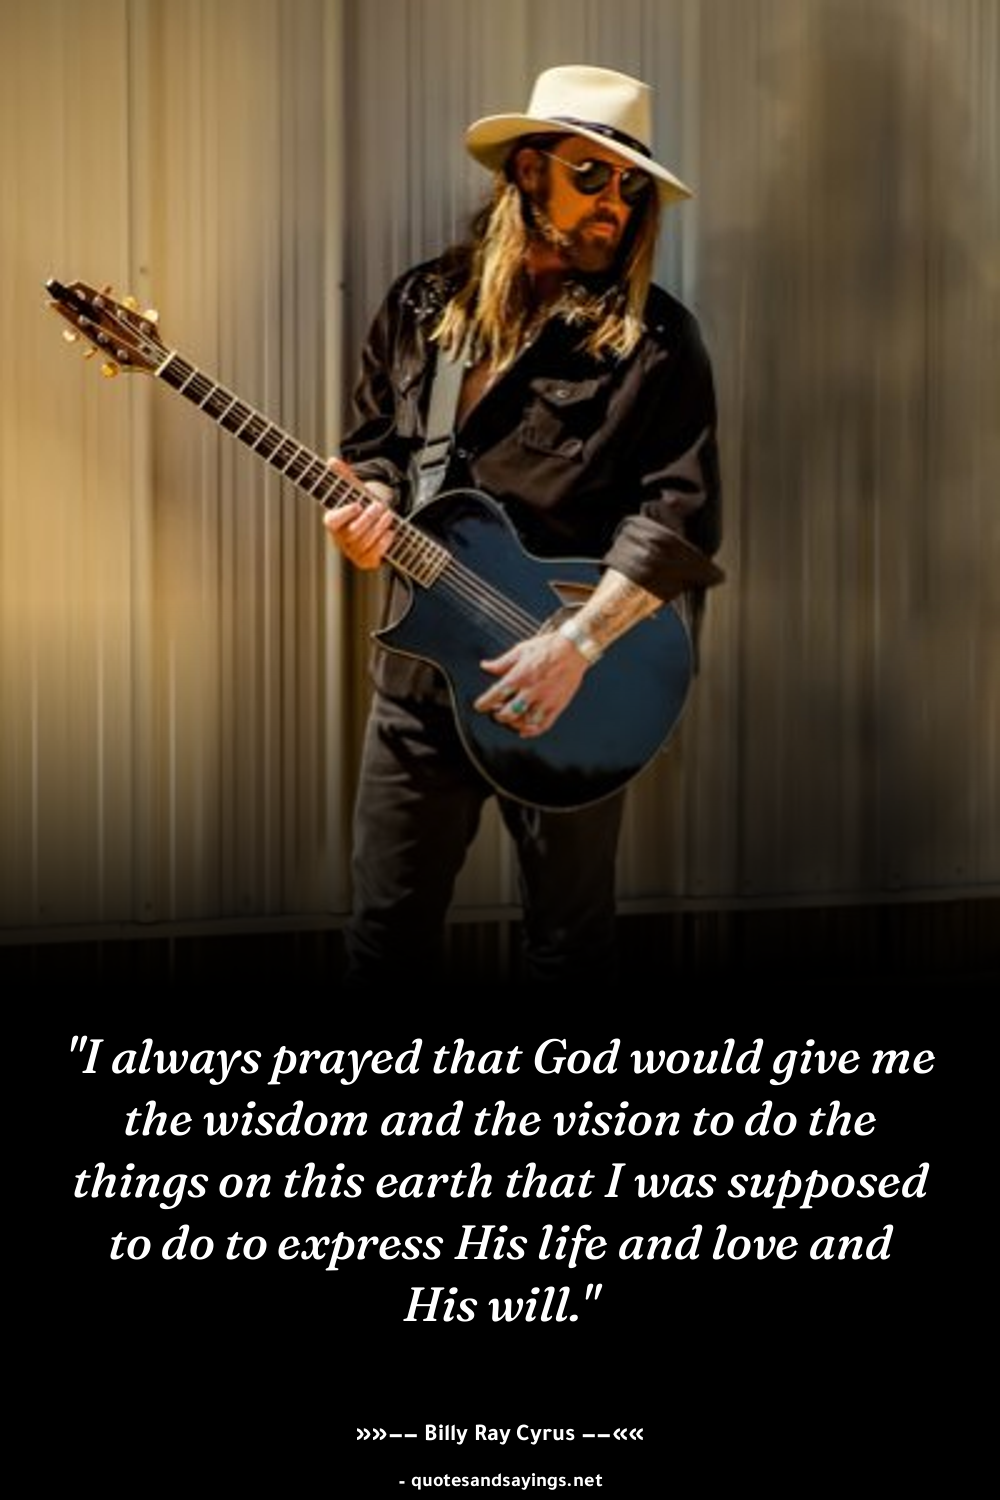 "I always prayed that God would give me
the wisdom and the vision to do the
things on this earth that I was supposed
to do to express His life and love and
His will."
»»-- Billy Ray Cyrus --««
- quotesandsayings.net